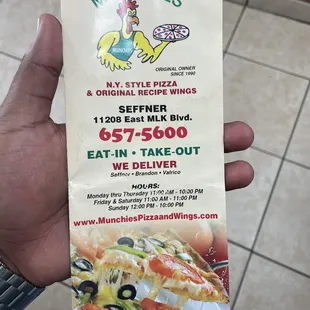 MUNCHIES
ORIGINAL OWNER
SINCE 1990
N.Y. STYLE PIZZA
& ORIGINAL RECIPE WINGS
SEFFNER
11208 East MLK Blvd.
657-5600
EAT-IN • TAKE-OUT
WE DELIVER
Seffner • Brandon • Valrico
HOURS:
Monday thru Thursday 11:00 AM - 10:00 PM
Friday & Saturday 11:00 AM - 11:00 PM
Sunday 12:00 PM - 10:00 PM
www.MunchiesPizzaandWings.com